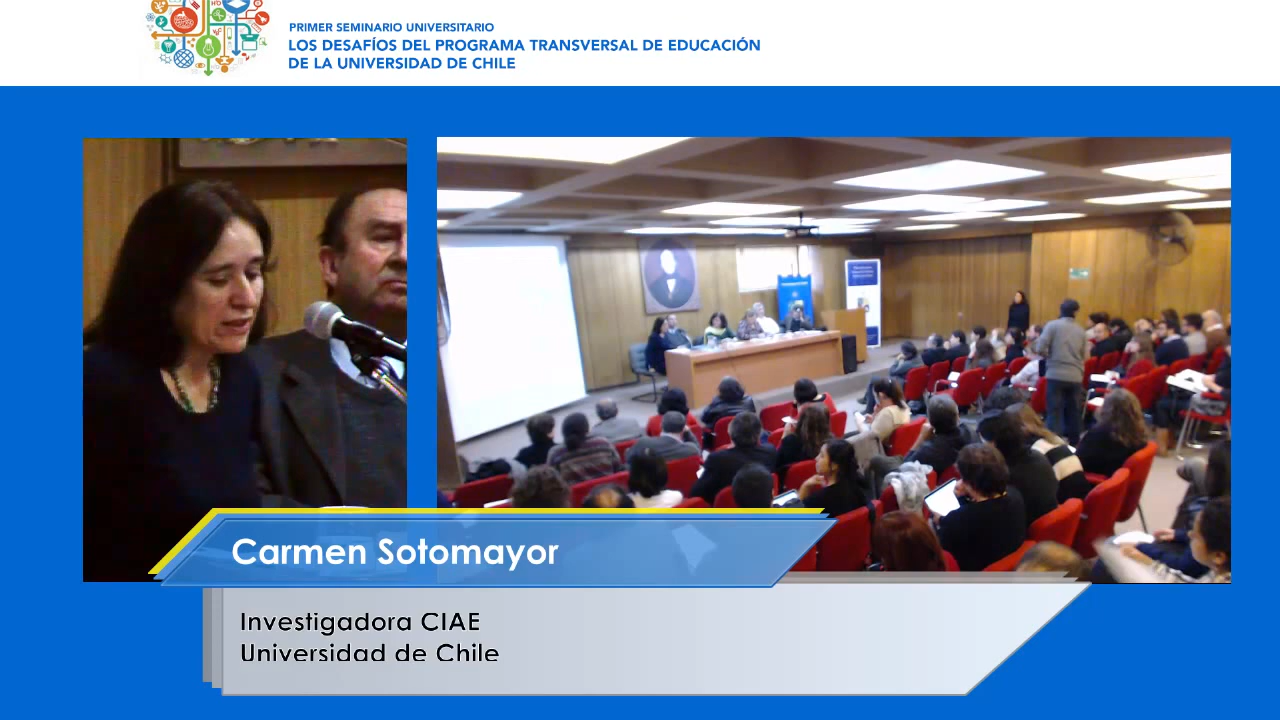 PRIMER SEMINARIO UNIVERSITARIO
LOS DESAFÍOS DEL PROGRAMA TRANSVERSAL DE EDUCACIÓN
DE LA UNIVERSIDAD DE CHILE
Carmen Sotomayor
Investigadora CIAE
Universidad de Chile